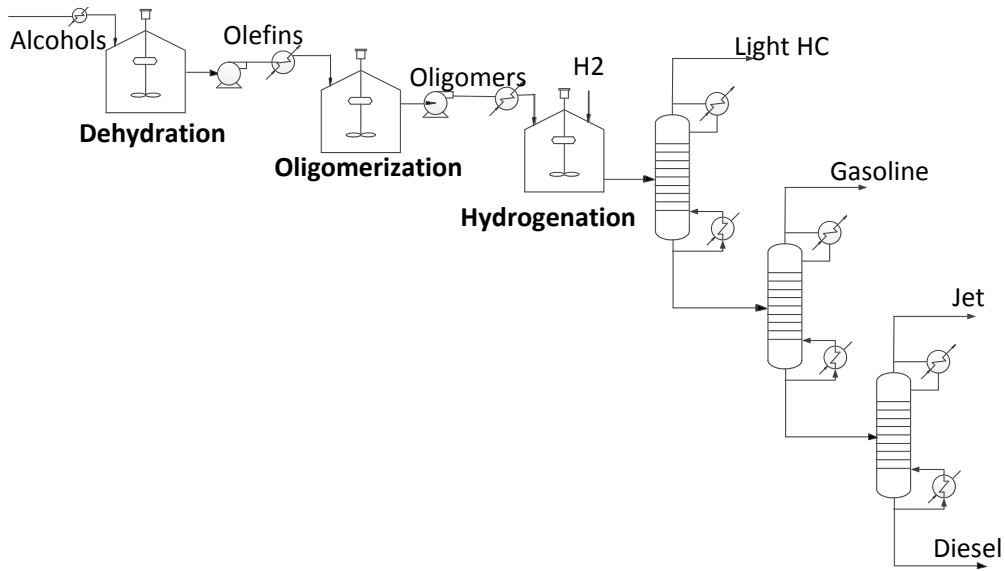 Alcohols
Olefins
Oligomers
H2
Light HC
Dehydration
Oligomerization
Hydrogenation
Gasoline
Jet
Diesel